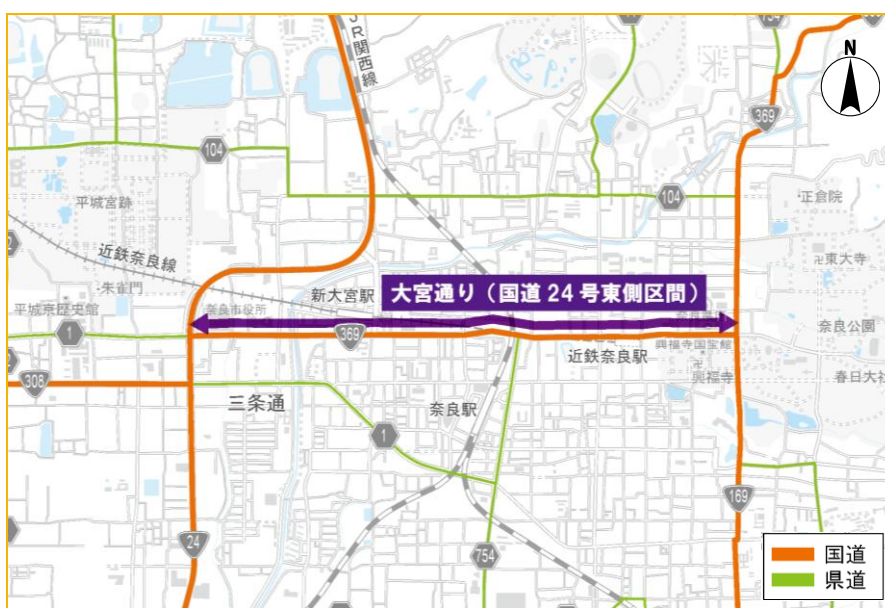 754
N
JR関西線
369
104
104
平城宮跡
正倉院
近鉄奈良線
卍東大寺
朱雀門
大宮通り（国道24号東側区間）
新大宮駅
平城京歴史館
奈良市役所
奈良公園
1
369
近鉄奈良駅
興福寺国宝館
卍
興福寺
308
春日大社
三条通
奈良駅
1
169
24
754
国道
県道